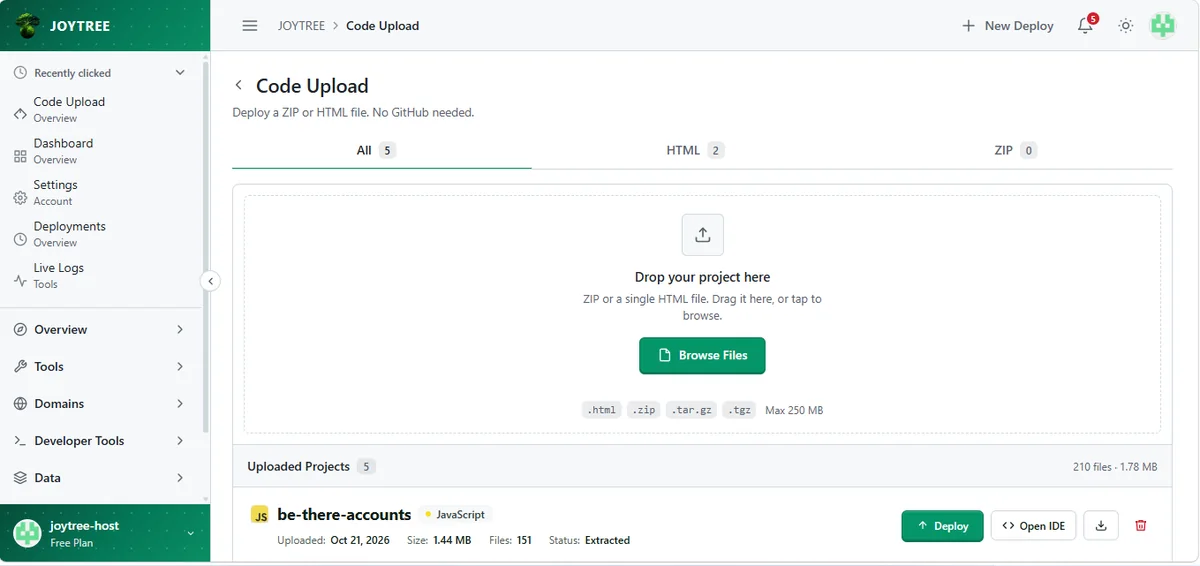 JOYTREE
JOYTREE > Code Upload
New Deploy
5
Recently clicked
Code Upload
Overview
Dashboard
Overview
Settings
Account
Deployments
Overview
Live Logs
Tools
Overview
Tools
Domains
Developer Tools
Data
joytree-host
Free Plan
Code Upload
Deploy a ZIP or HTML file. No GitHub needed.
All 5
HTML 2
ZIP 0
Drop your project here
ZIP or a single HTML file. Drag it here, or tap to
browse.
Browse Files
.html .zip .tar.gz .tgz Max 250 MB
Uploaded Projects 5
210 files · 1.78 MB
JS be-there-accounts JavaScript
Uploaded: Oct 21, 2026 Size: 1.44 MB Files: 151 Status: Extracted
Deploy
<> Open IDE